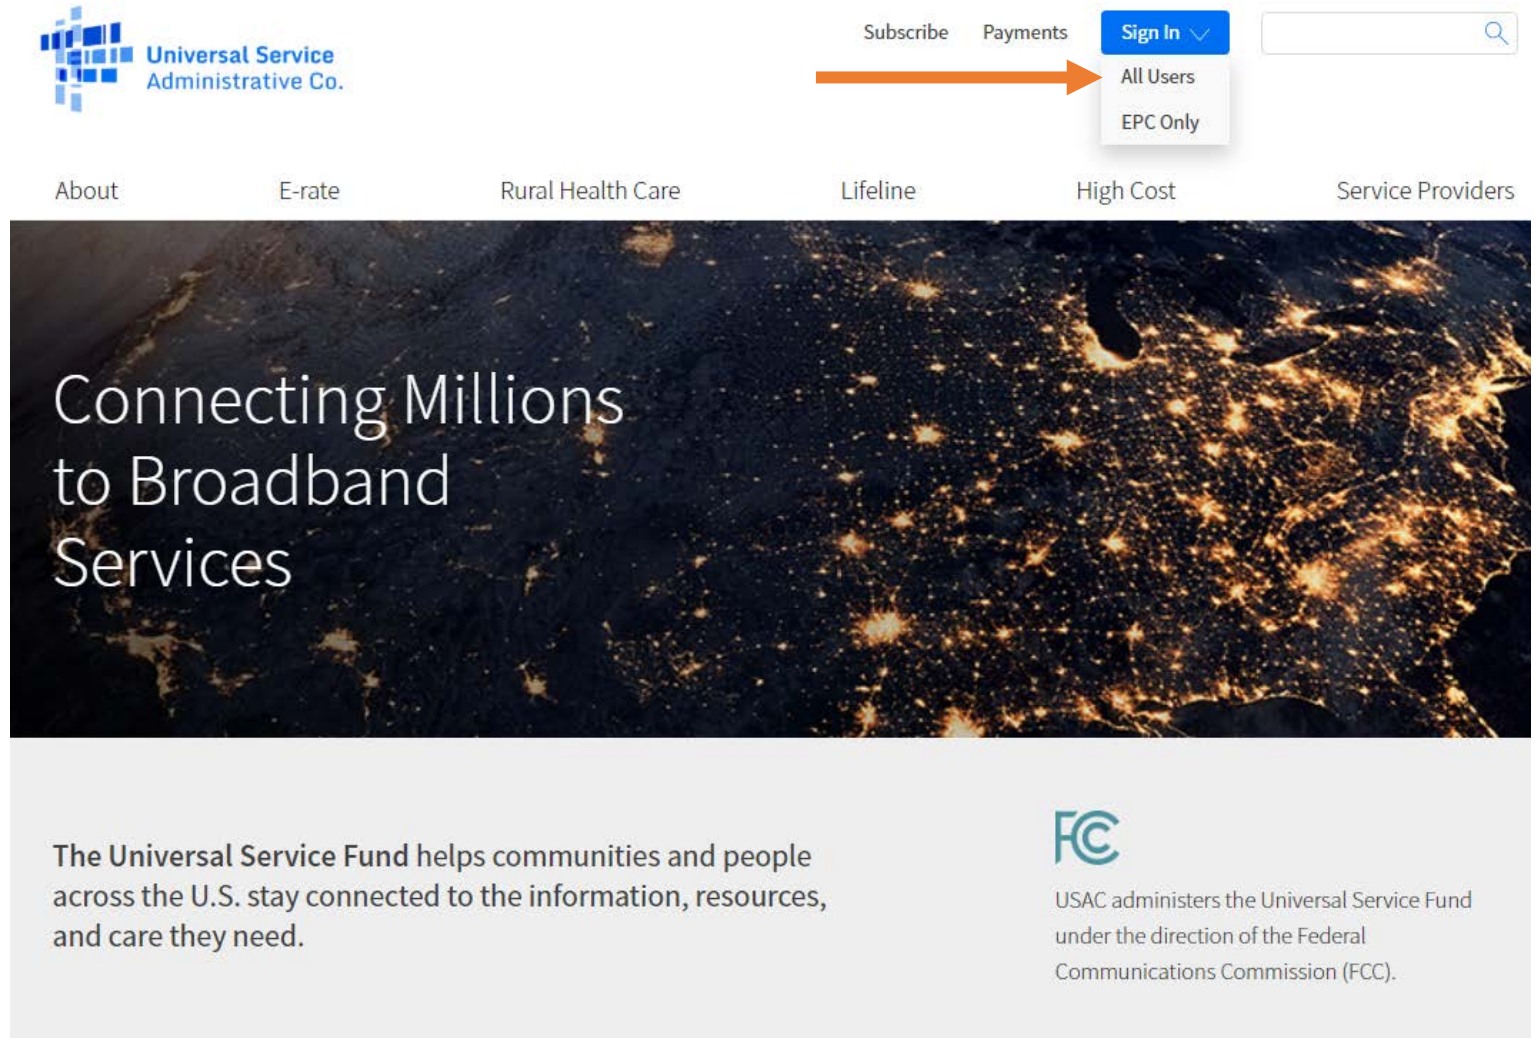 Universal Service
Administrative Co.
Subscribe Payments Sign In
All Users
EPC Only
About E-rate Rural Health Care Lifeline High Cost Service Providers
Connecting Millions
to Broadband
Services
The Universal Service Fund helps communities and people
across the U.S. stay connected to the information, resources,
and care they need.
FCC
USAC administers the Universal Service Fund
under the direction of the Federal
Communications Commission (FCC).